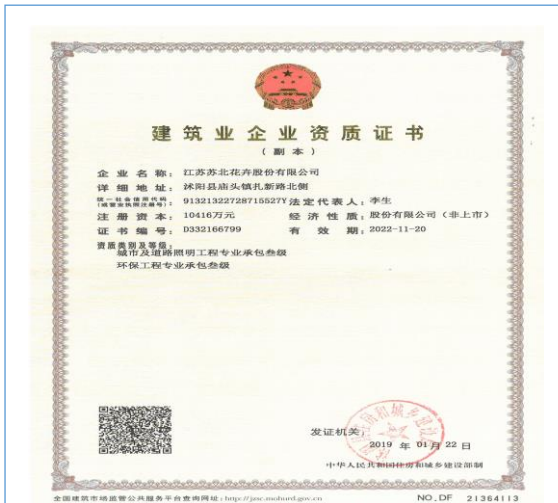 建筑业企业资质证书
（副本）
企业名称：江苏苏北花卉股份有限公司
详细地址：沭阳县庙头镇扎新路北侧
统一社会信用代码（或营业执照注册号）：91321322728715527Y 法定代表人：李生
注册资本：10416万元 经济性质：股份有限公司（非上市）
证书编号：D332166799 有效期：2022-11-20
资质类别及等级：
城市及道路照明工程专业承包叁级
环保工程专业承包叁级
发证机关：
2019 年 01 月 22 日
中华人民共和国住房和城乡建设部制
全国建筑市场监管公共服务平台查询网址：http://jzsc.mohurd.gov.cn NO.DF 21364113